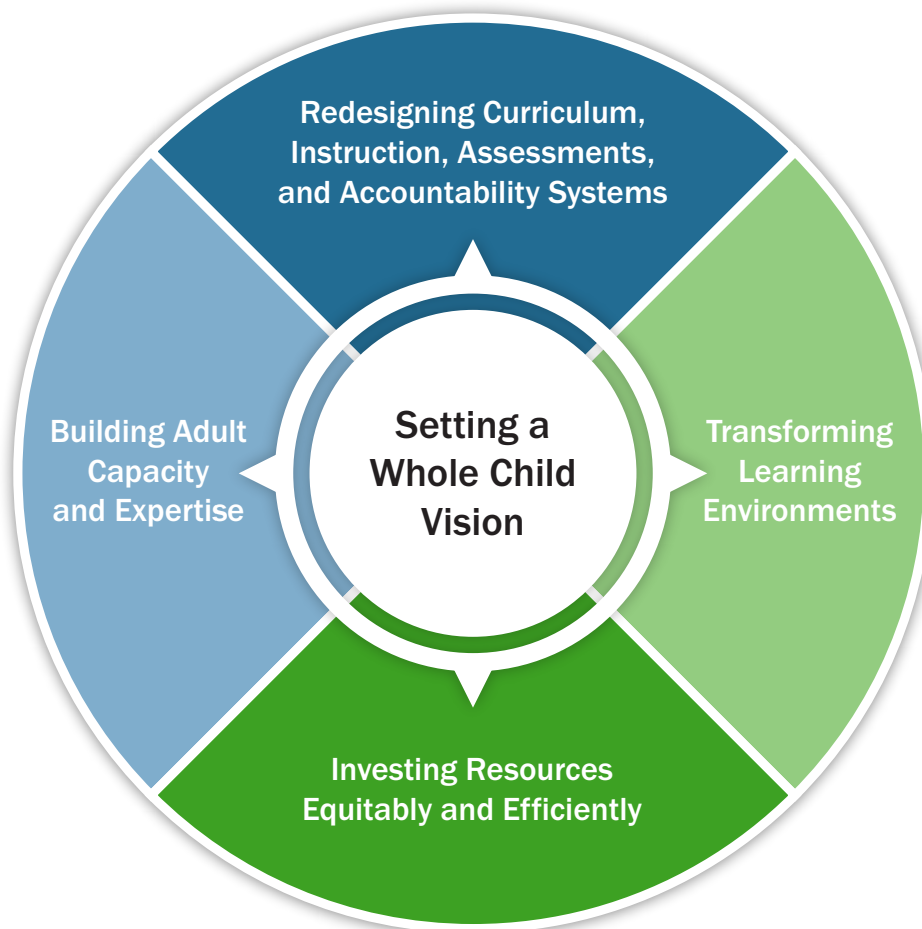 Redesigning Curriculum,
Instruction, Assessments,
and Accountability Systems
Building Adult
Capacity
and Expertise
Setting a
Whole Child
Vision
Transforming
Learning
Environments
Investing Resources
Equitably and Efficiently